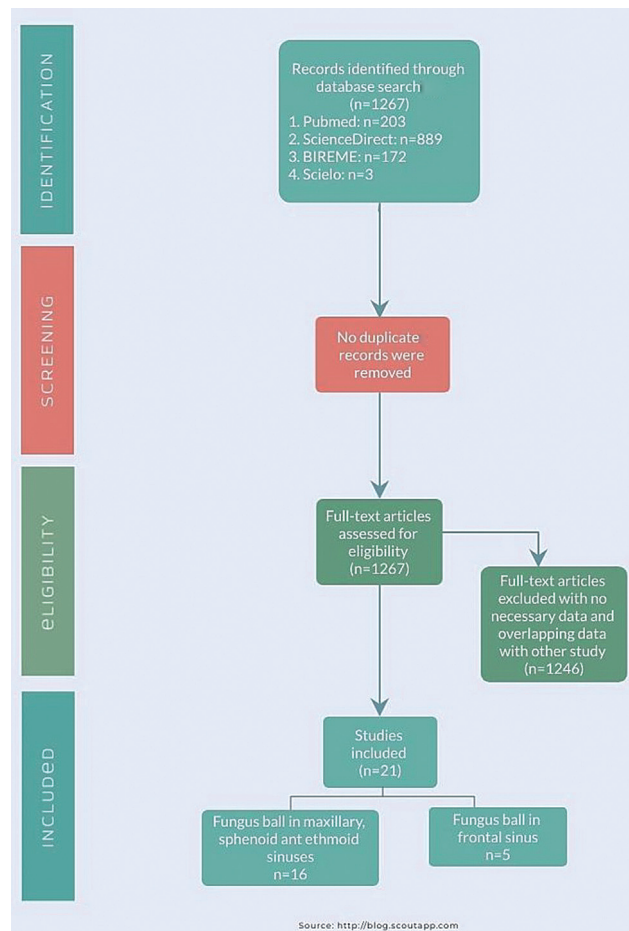 IDENTIFICATION
Records identified through
database search
(n=1267)
1. Pubmed: n=203
2. ScienceDirect: n=889
3. BIREME: n=172
4. Scielo: n=3
SCREENING
No duplicate
records were
removed
eLIGIBILITY
Full-text articles
assessed for
eligibility
(n=1267)
Full-text articles
excluded with no
necessary data and
overlapping data
with other study
(n=1246)
INCLUDeD
Studies
included
(n=21)
Fungus ball in maxillary,
sphenoid ant ethmoid
sinuses
n=16
Fungus ball in
frontal sinus
n=5
Source: http://blog.scoutapp.com